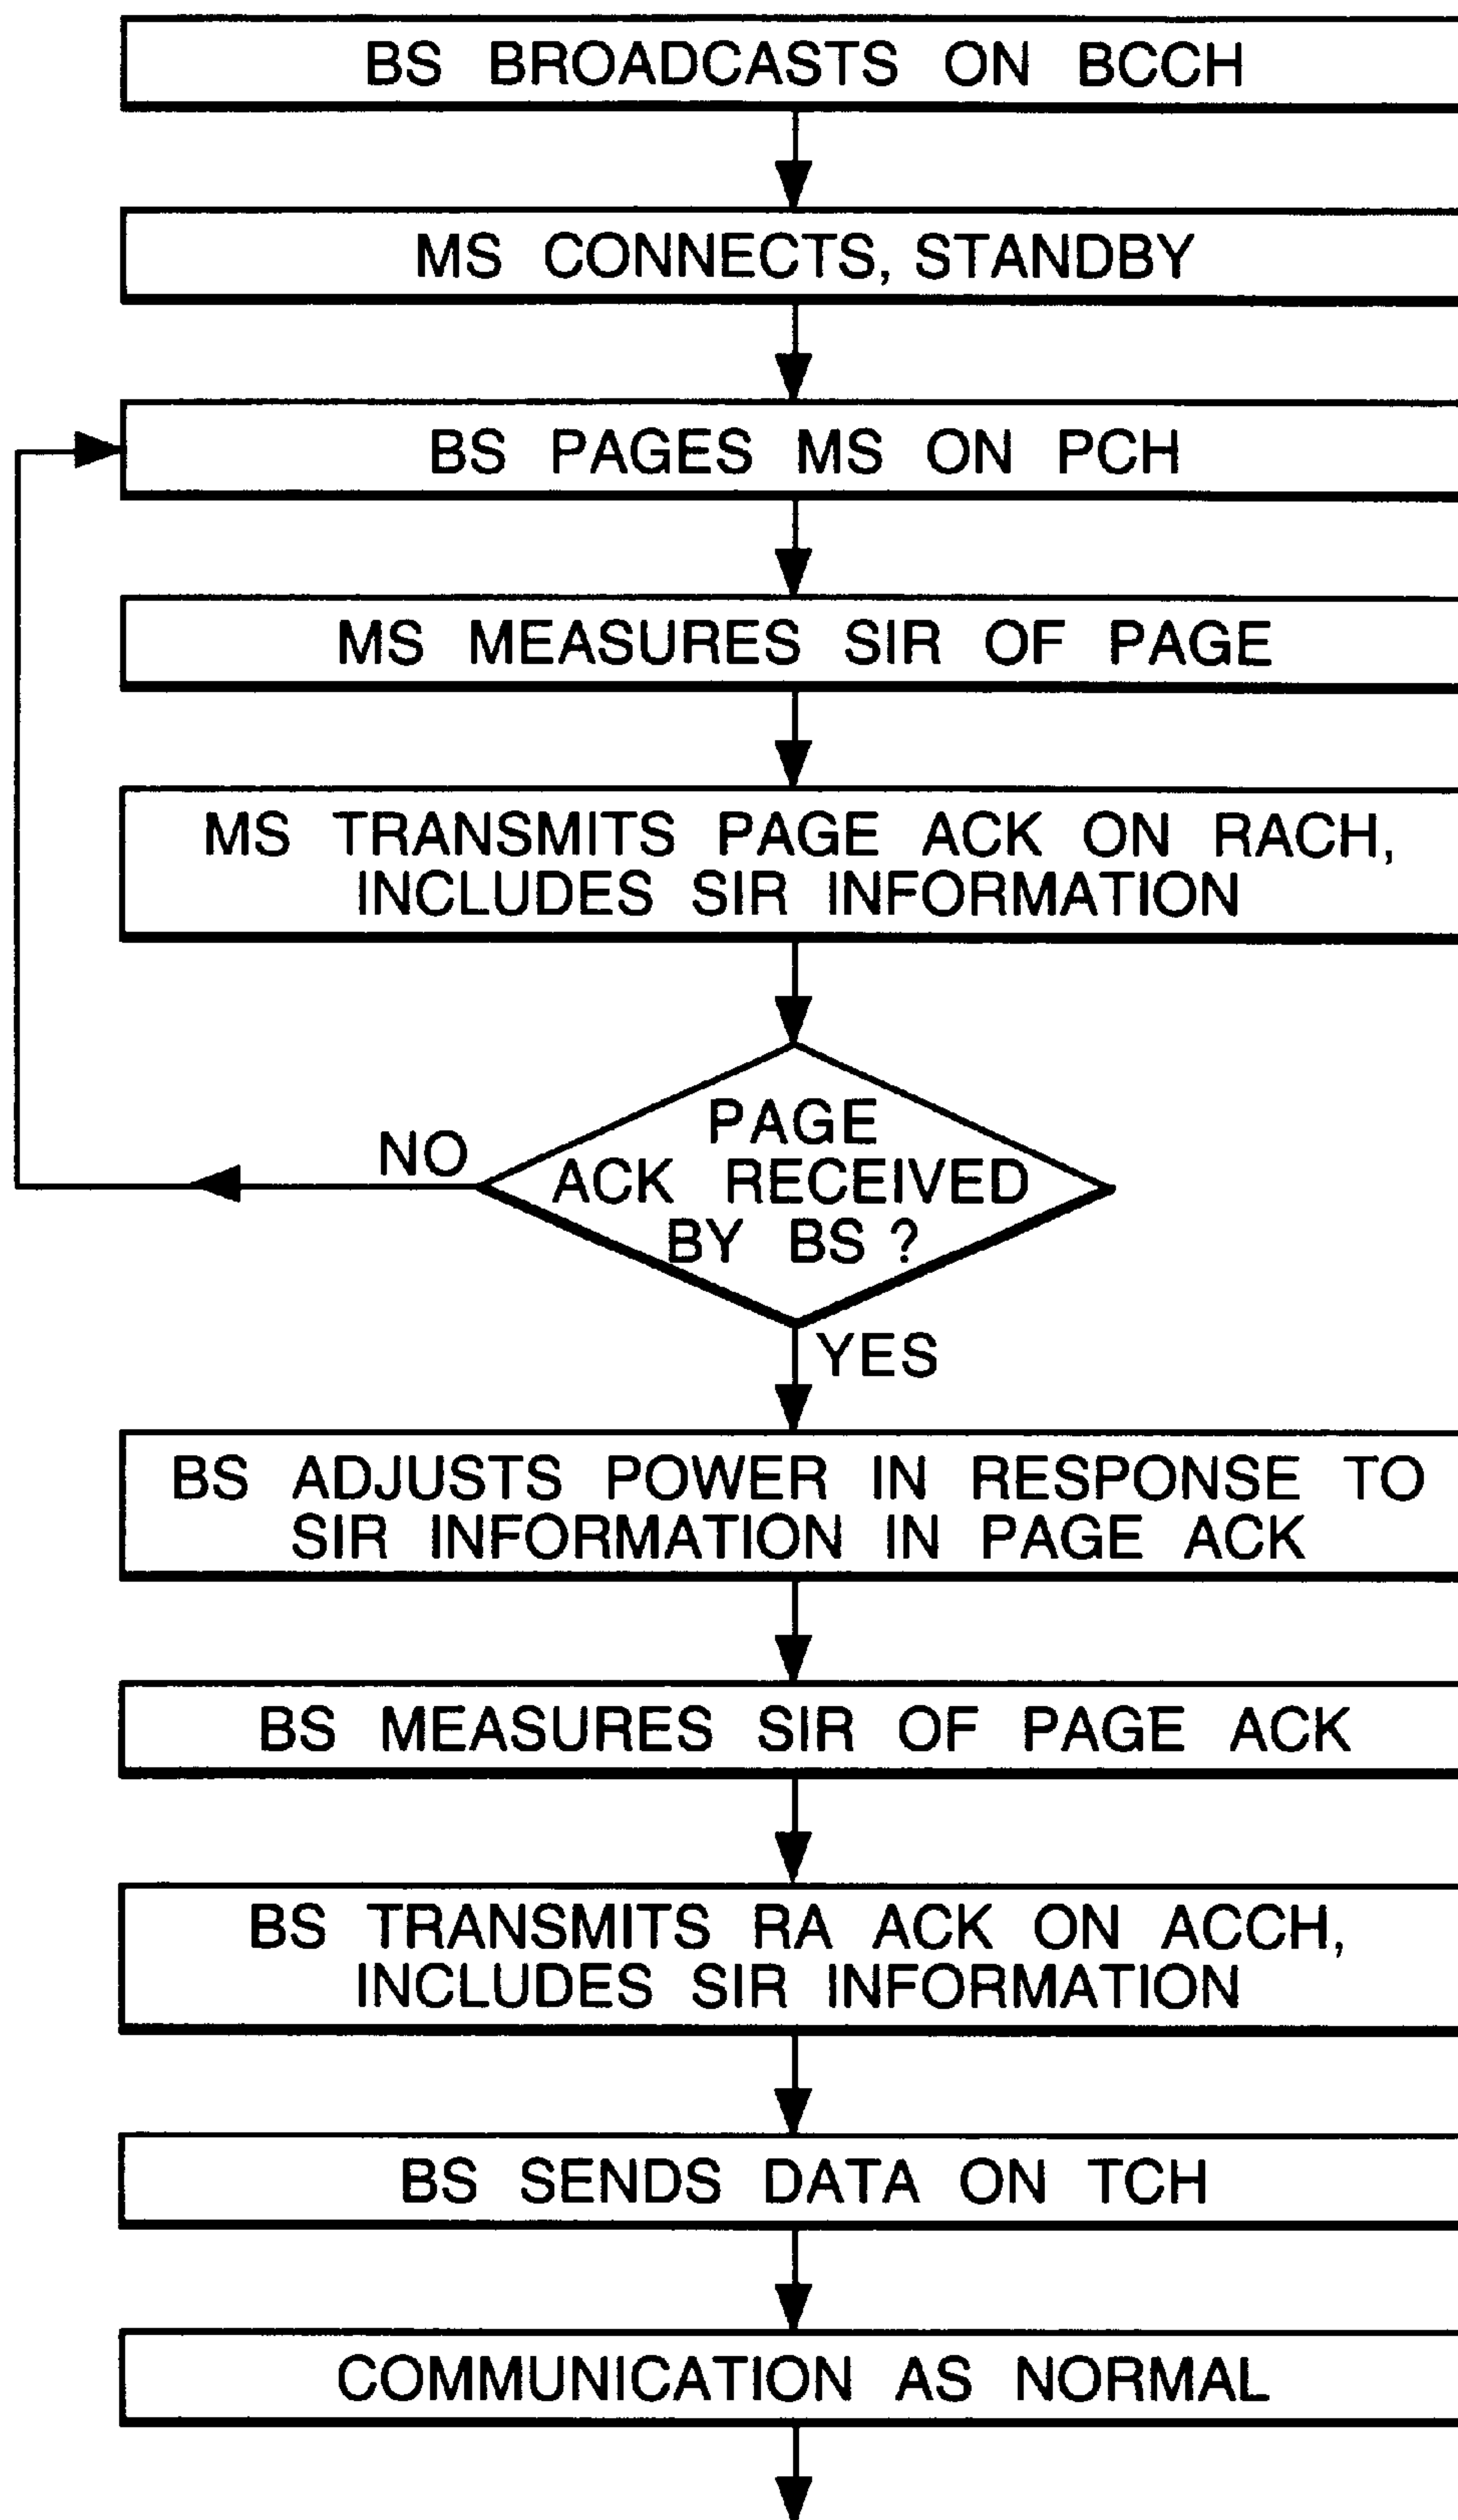 BS BROADCASTS ON BCCH
MS CONNECTS, STANDBY
BS PAGES MS ON PCH
MS MEASURES SIR OF PAGE
MS TRANSMITS PAGE ACK ON RACH,
INCLUDES SIR INFORMATION
PAGE
ACK RECEIVED
BY BS ?
NO
YES
BS ADJUSTS POWER IN RESPONSE TO
SIR INFORMATION IN PAGE ACK
BS MEASURES SIR OF PAGE ACK
BS TRANSMITS RA ACK ON ACCH,
INCLUDES SIR INFORMATION
BS SENDS DATA ON TCH
COMMUNICATION AS NORMAL